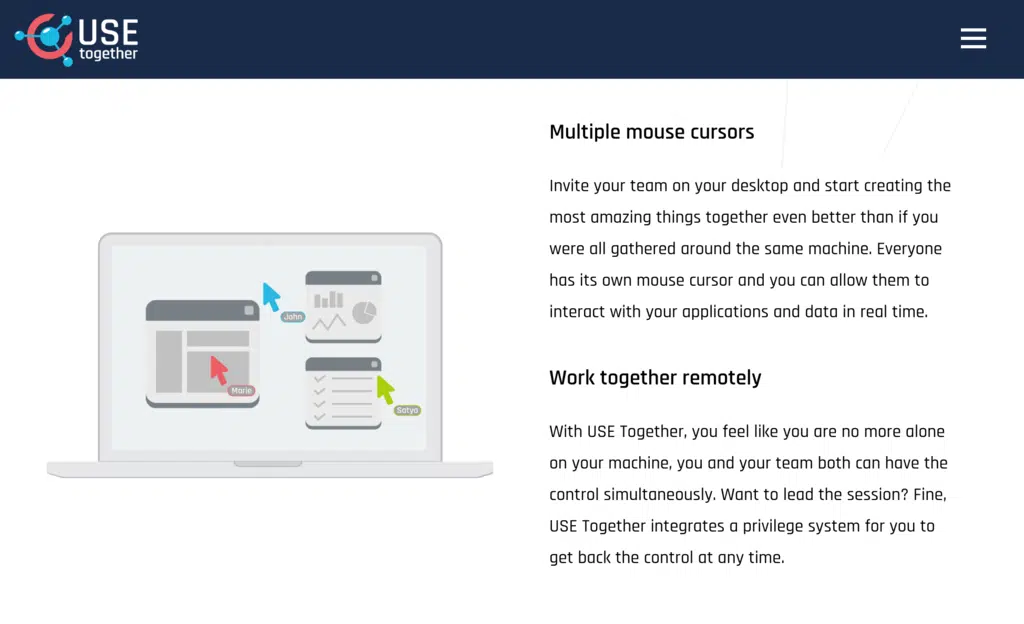 USE
together
Multiple mouse cursors
Invite your team on your desktop and start creating the
most amazing things together even better than if you
were all gathered around the same machine. Everyone
has its own mouse cursor and you can allow them to
interact with your applications and data in real time.
John
Marie
Satya
Work together remotely
With USE Together, you feel like you are no more alone
on your machine, you and your team both can have the
control simultaneously. Want to lead the session? Fine,
USE Together integrates a privilege system for you to
get back the control at any time.